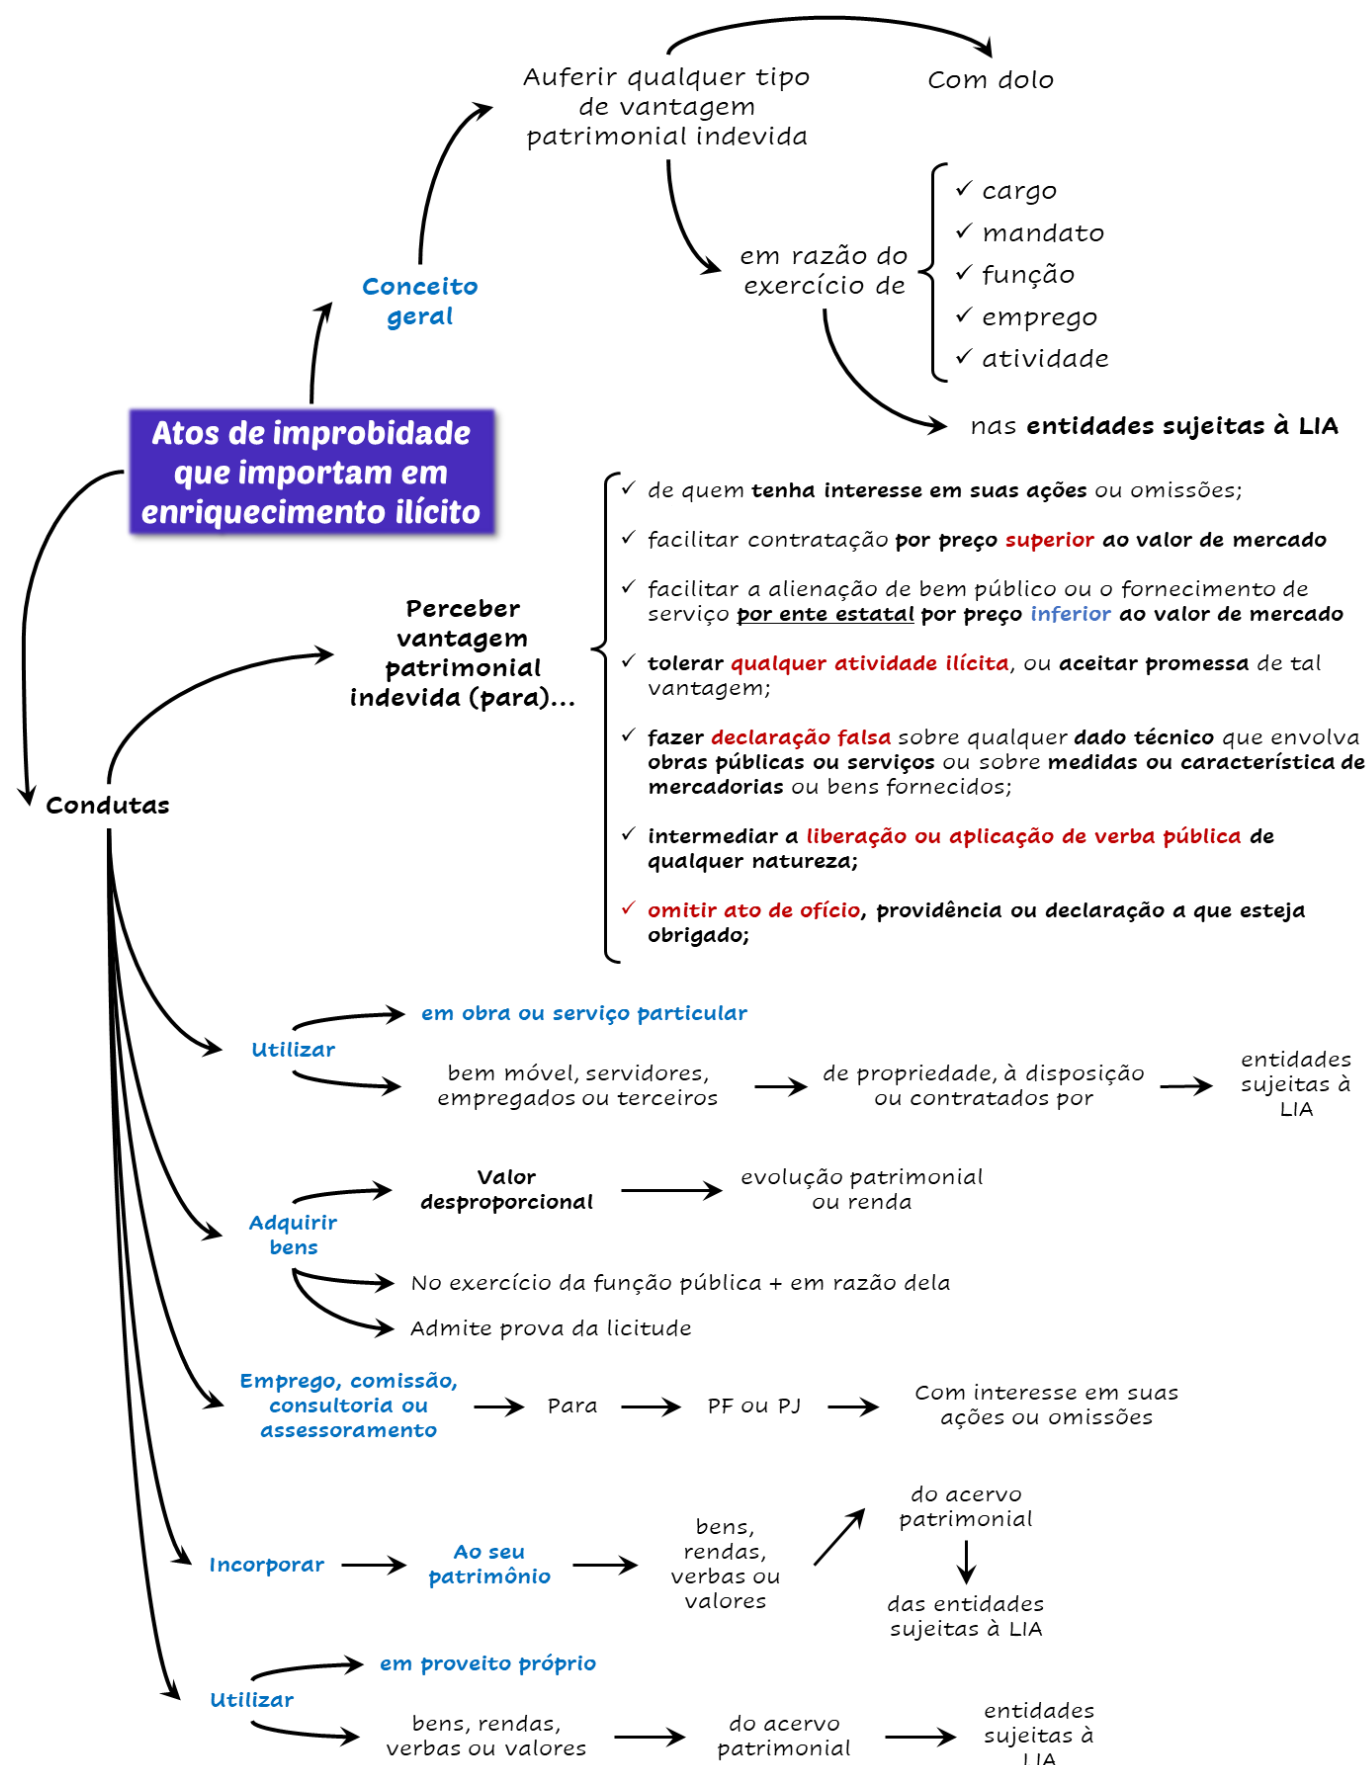 Auferir qualquer tipo
de vantagem
patrimonial indevida
Com dolo
em razão do
exercício de
✓ cargo
✓ mandato
✓ função
✓ emprego
✓ atividade
nas entidades sujeitas à LIA
Conceito
geral
Atos de improbidade
que importam em
enriquecimento ilícito
Condutas
Perceber
vantagem
patrimonial
indevida (para)...
✓ de quem tenha interesse em suas ações ou omissões;
✓ facilitar contratação por preço superior ao valor de mercado
✓ facilitar a alienação de bem público ou o fornecimento de
serviço por ente estatal por preço inferior ao valor de mercado
✓ tolerar qualquer atividade ilícita, ou aceitar promessa de tal
vantagem;
✓ fazer declaração falsa sobre qualquer dado técnico que envolva
obras públicas ou serviços ou sobre medidas ou característica de
mercadorias ou bens fornecidos;
✓ intermediar a liberação ou aplicação de verba pública de
qualquer natureza;
✓ omitir ato de ofício, providência ou declaração a que esteja
obrigado;
Utilizar
em obra ou serviço particular
bem móvel, servidores,
empregados ou terceiros
de propriedade, à disposição
ou contratados por
entidades
sujeitas à
LIA
Adquirir
bens
Valor
desproporcional
evolução patrimonial
ou renda
No exercício da função pública + em razão dela
Admite prova da licitude
Emprego, comissão,
consultoria ou
assessoramento
Para
PF ou PJ
Com interesse em suas
ações ou omissões
Incorporar
Ao seu
patrimônio
bens,
rendas,
verbas ou
valores
do acervo
patrimonial
das entidades
sujeitas à LIA
Utilizar
em proveito próprio
bens, rendas,
verbas ou valores
do acervo
patrimonial
entidades
sujeitas à
LIA